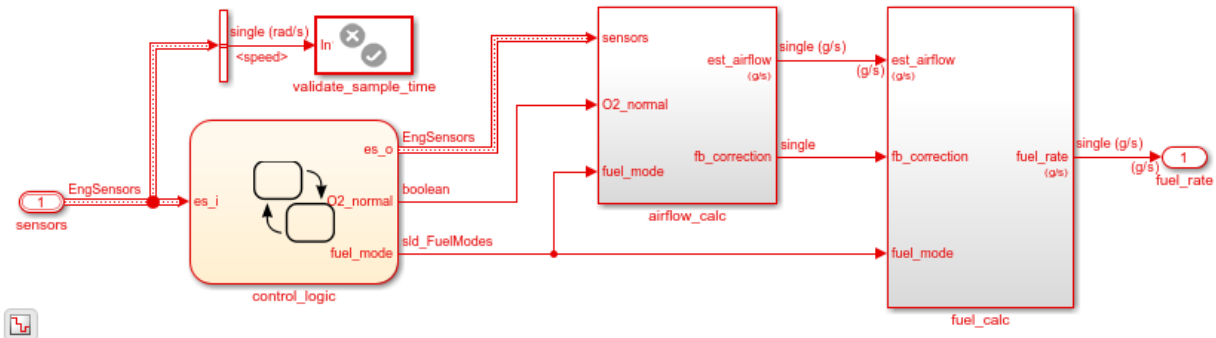 single (rad/s)
<speed>
In
validate_sample_time
sensors
O2_normal
fuel_mode
est_airflow
(g/s)
fb_correction
airflow_calc
single (g/s)
(g/s)
single
est_airflow
(g/s)
fb_correction
fuel_mode
fuel_rate
(g/s)
fuel_calc
single (g/s)
(g/s)
1
fuel_rate
1
sensors
EngSensors
es_i
es_o
O2_normal
fuel_mode
control_logic
EngSensors
boolean
sld_FuelModes